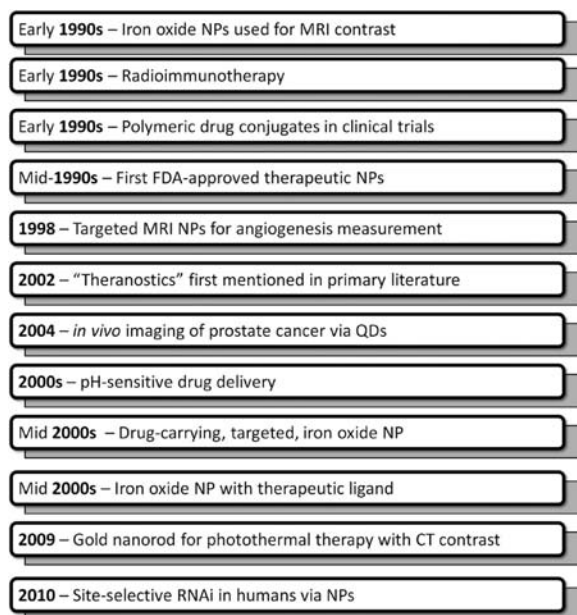 Early 1990s – Iron oxide NPs used for MRI contrast
Early 1990s – Radioimmunotherapy
Early 1990s – Polymeric drug conjugates in clinical trials
Mid-1990s – First FDA-approved therapeutic NPs
1998 – Targeted MRI NPs for angiogenesis measurement
2002 – “Theranostics” first mentioned in primary literature
2004 – in vivo imaging of prostate cancer via QDs
2000s – pH-sensitive drug delivery
Mid 2000s – Drug-carrying, targeted, iron oxide NP
Mid 2000s – Iron oxide NP with therapeutic ligand
2009 – Gold nanorod for photothermal therapy with CT contrast
2010 – Site-selective RNAi in humans via NPs